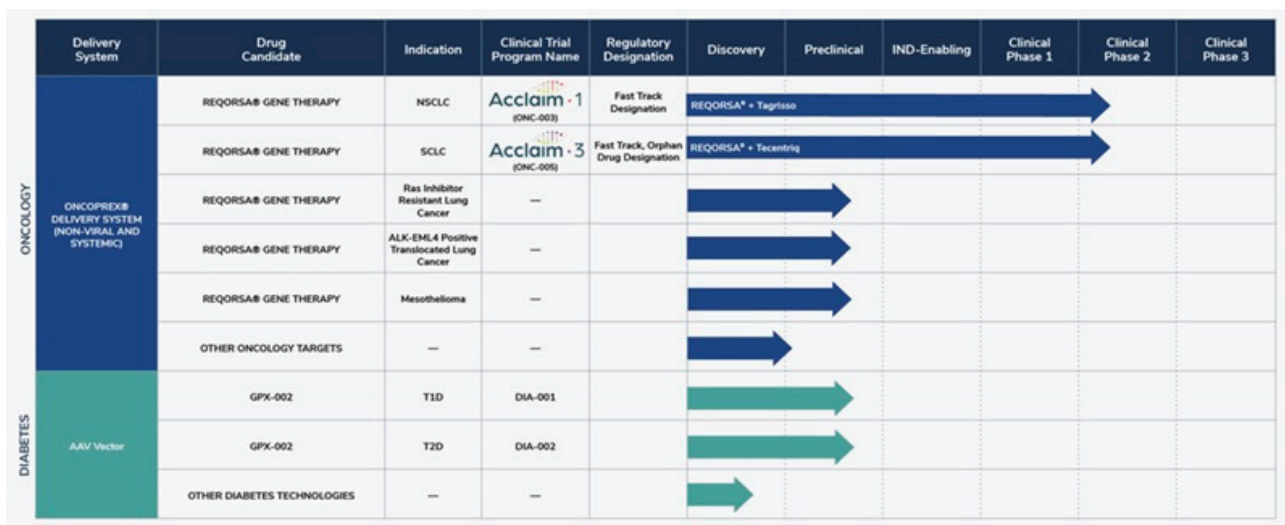 Delivery
System
Drug
Candidate
Indication
Clinical Trial
Program Name
Regulatory
Designation
Discovery
Preclinical
IND-Enabling
Clinical
Phase 1
Clinical
Phase 2
Clinical
Phase 3
ONCOLOGY
ONCOPREX®
DELIVERY SYSTEM
(NON-VIRAL AND
SYSTEMIC)
REQORSA® GENE THERAPY
NSCLC
Acclaim · 1
(ONC-003)
Fast Track
Designation
REQORSA® + Tagrisso
REQORSA® GENE THERAPY
SCLC
Acclaim · 3
(ONC-005)
Fast Track, Orphan
Drug Designation
REQORSA® + Tecentriq
REQORSA® GENE THERAPY
Ras Inhibitor
Resistant Lung
Cancer
—
REQORSA® GENE THERAPY
ALK-EML4 Positive
Translocated Lung
Cancer
—
REQORSA® GENE THERAPY
Mesothelioma
—
OTHER ONCOLOGY TARGETS
—
—
DIABETES
AAV Vector
GPX-002
T1D
DIA-001
GPX-002
T2D
DIA-002
OTHER DIABETES TECHNOLOGIES
—
—